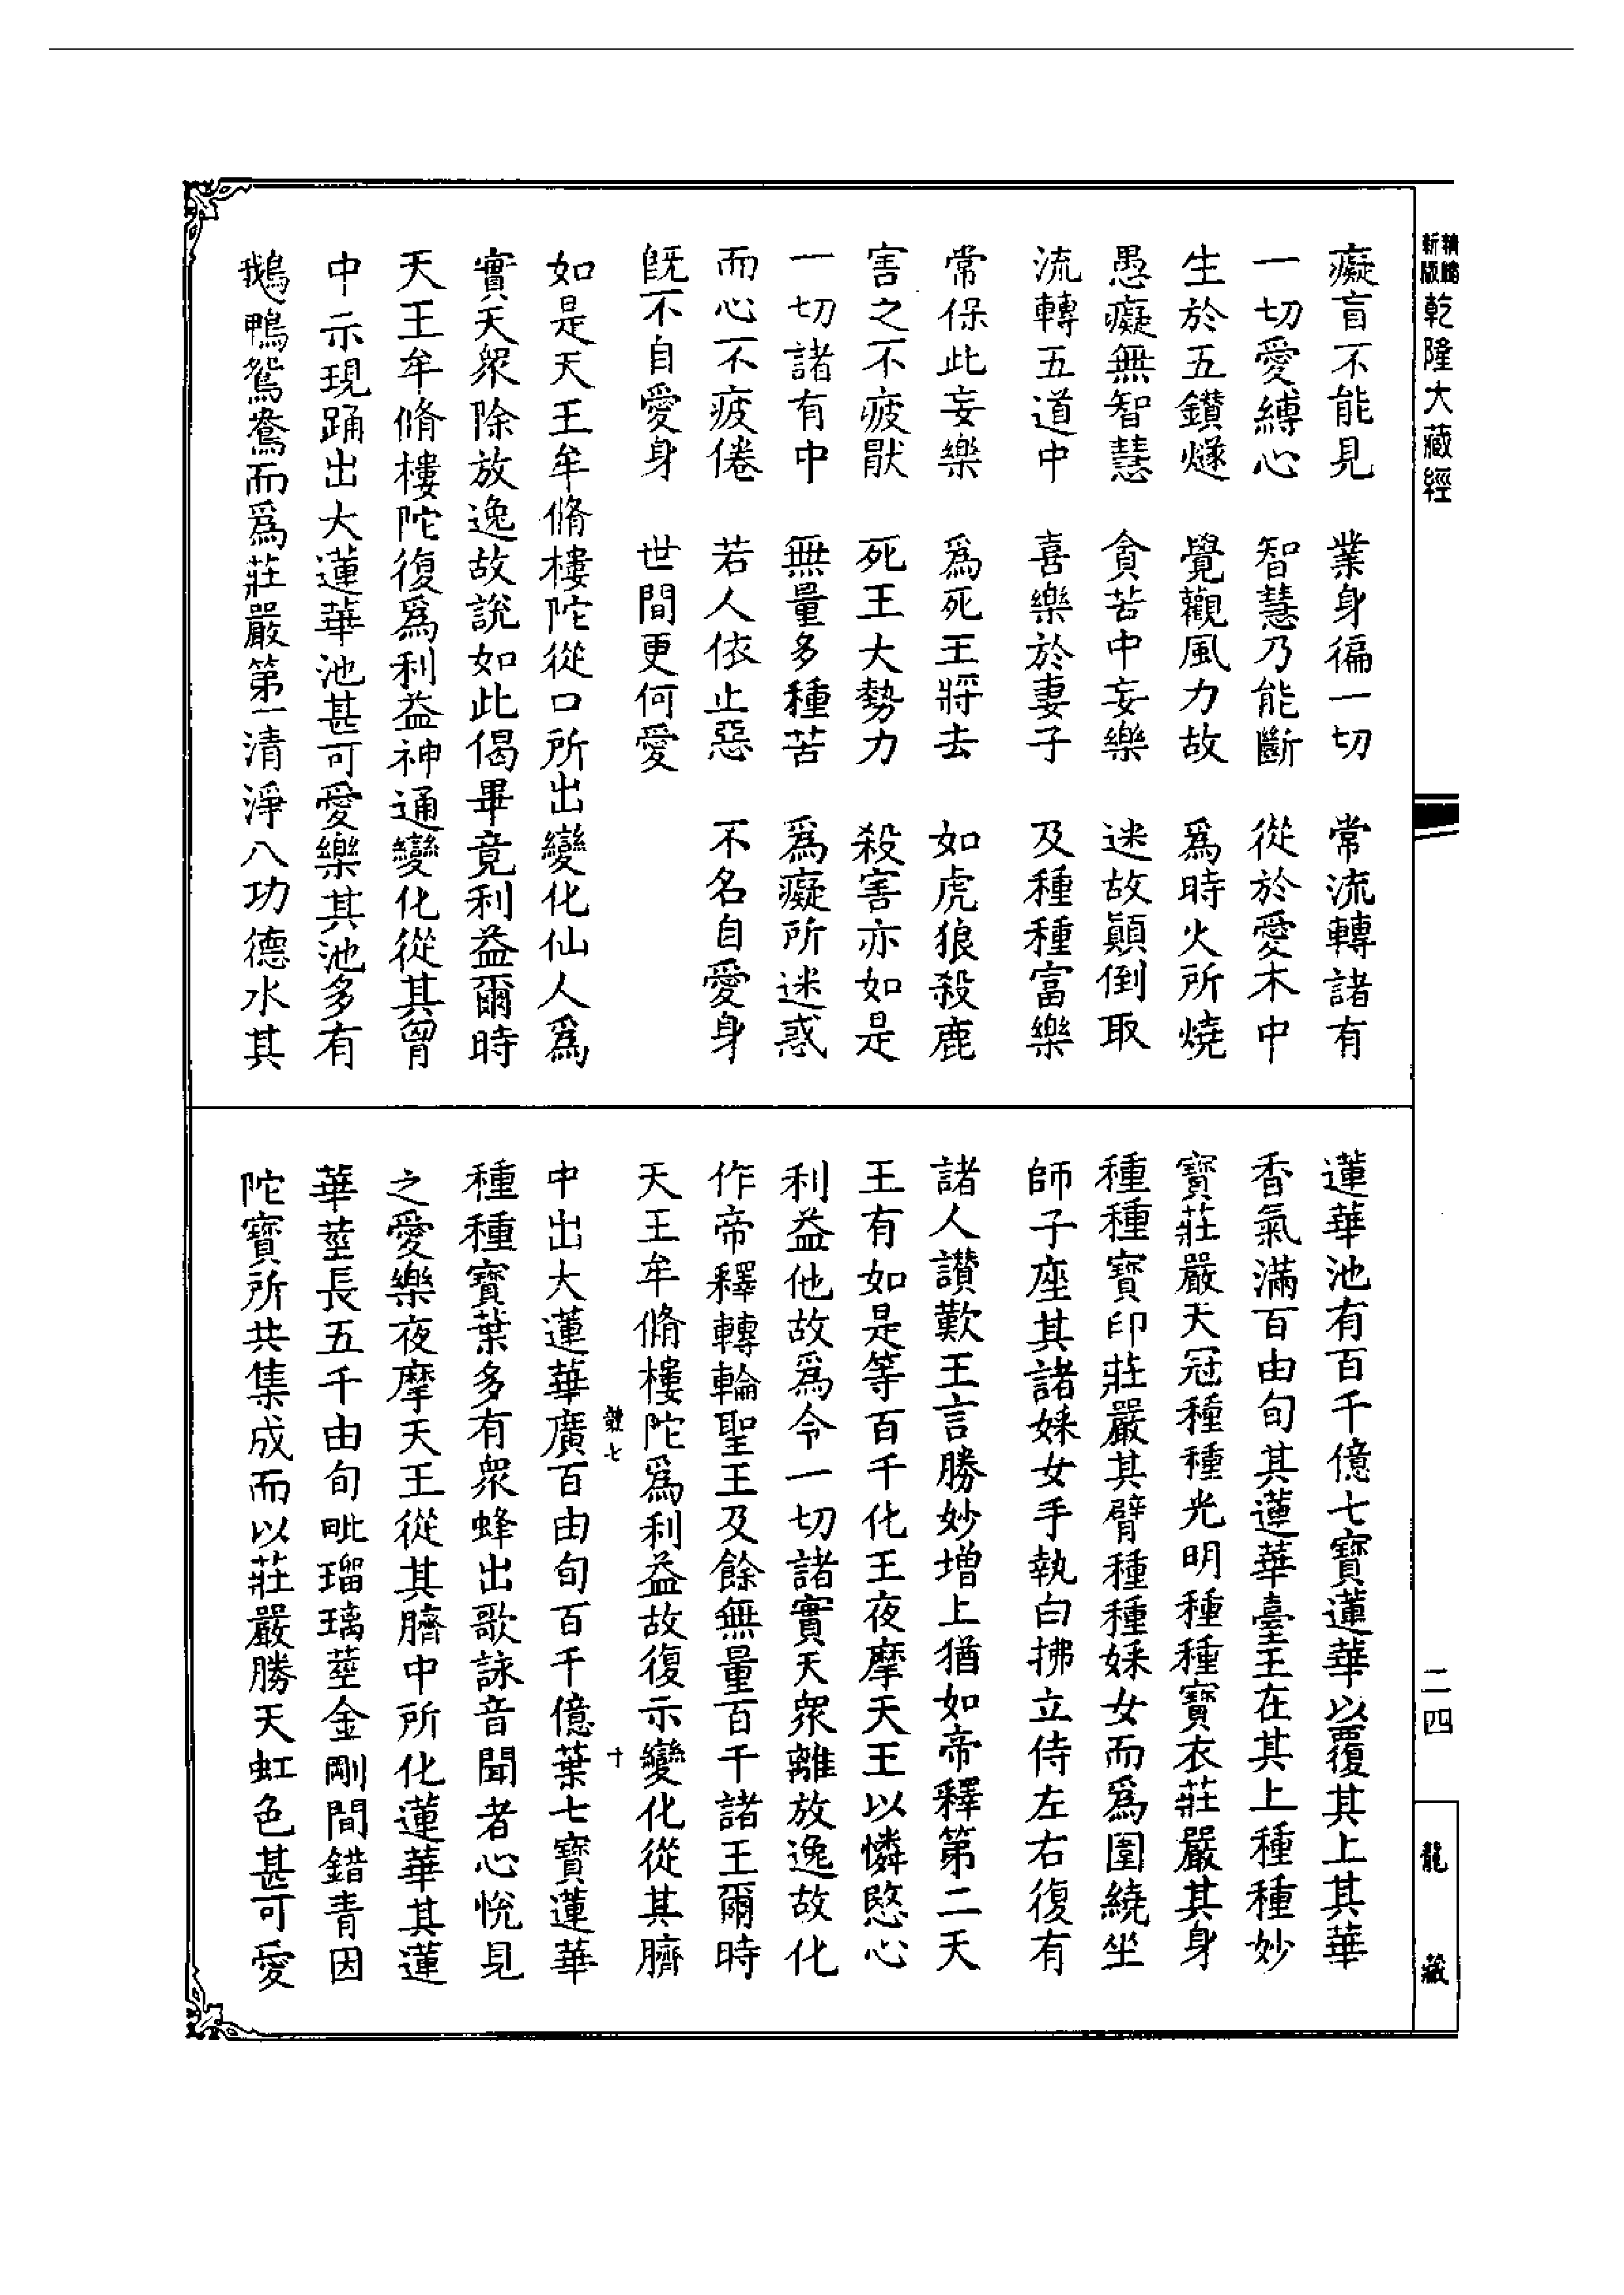 新版
乾隆大藏經
癡盲不能見　業身徧一切　常流轉諸有
一切愛縛心　智慧乃能斷　從於愛木中
生於五鑽燧　覺觀風力故　爲時火所燒
愚癡無智慧　貪苦中妄樂　迷故顛倒取
流轉五道中　喜樂於妻子　及種種富樂
常保此妄樂　爲死王將去　如虎狼殺鹿
害之不疲猒　死王大勢力　殺害亦如是
一切諸有中　無量多種苦　爲癡所迷惑
而心不疲倦　若人依止惡　不名自愛身
旣不自愛身　世間更何愛
如是天王牟脩樓陀從口所出變化仙人爲
實天衆除放逸故說如此偈畢竟利益爾時
天王牟脩樓陀復爲利益神通變化從其胷
中示現踊出大蓮華池甚可愛樂其池多有
鵝鴨鴛鴦而爲莊嚴第一清淨八功德水其
蓮華池有百千億七寶蓮華以覆其上其華
香氣滿百由旬其蓮華臺王在其上種種妙
寶莊嚴天冠種種光明種種寶衣莊嚴其身
種種寶印莊嚴其臂種種婇女而爲圍繞坐
師子座其諸婇女手執白拂立侍左右復有
諸人讚歎王言勝妙增上猶如帝釋第二天
王有如是等百千化王夜摩天王以憐愍心
利益他故爲令一切諸實天衆離放逸故化
作帝釋轉輪聖王及餘無量百千諸王爾時
天王牟脩樓陀爲利益故復示變化從其臍
七　十
中出大蓮華廣百由旬百千億葉七寶蓮華
種種寶葉多有衆蜂出歌詠音聞者心悅見
之愛樂夜摩天王從其臍中所化蓮華其蓮
華莖長五千由旬毗瑠璃莖金剛間錯青因
陀寶所共集成而以莊嚴勝天虹色甚可愛
二四
龍藏